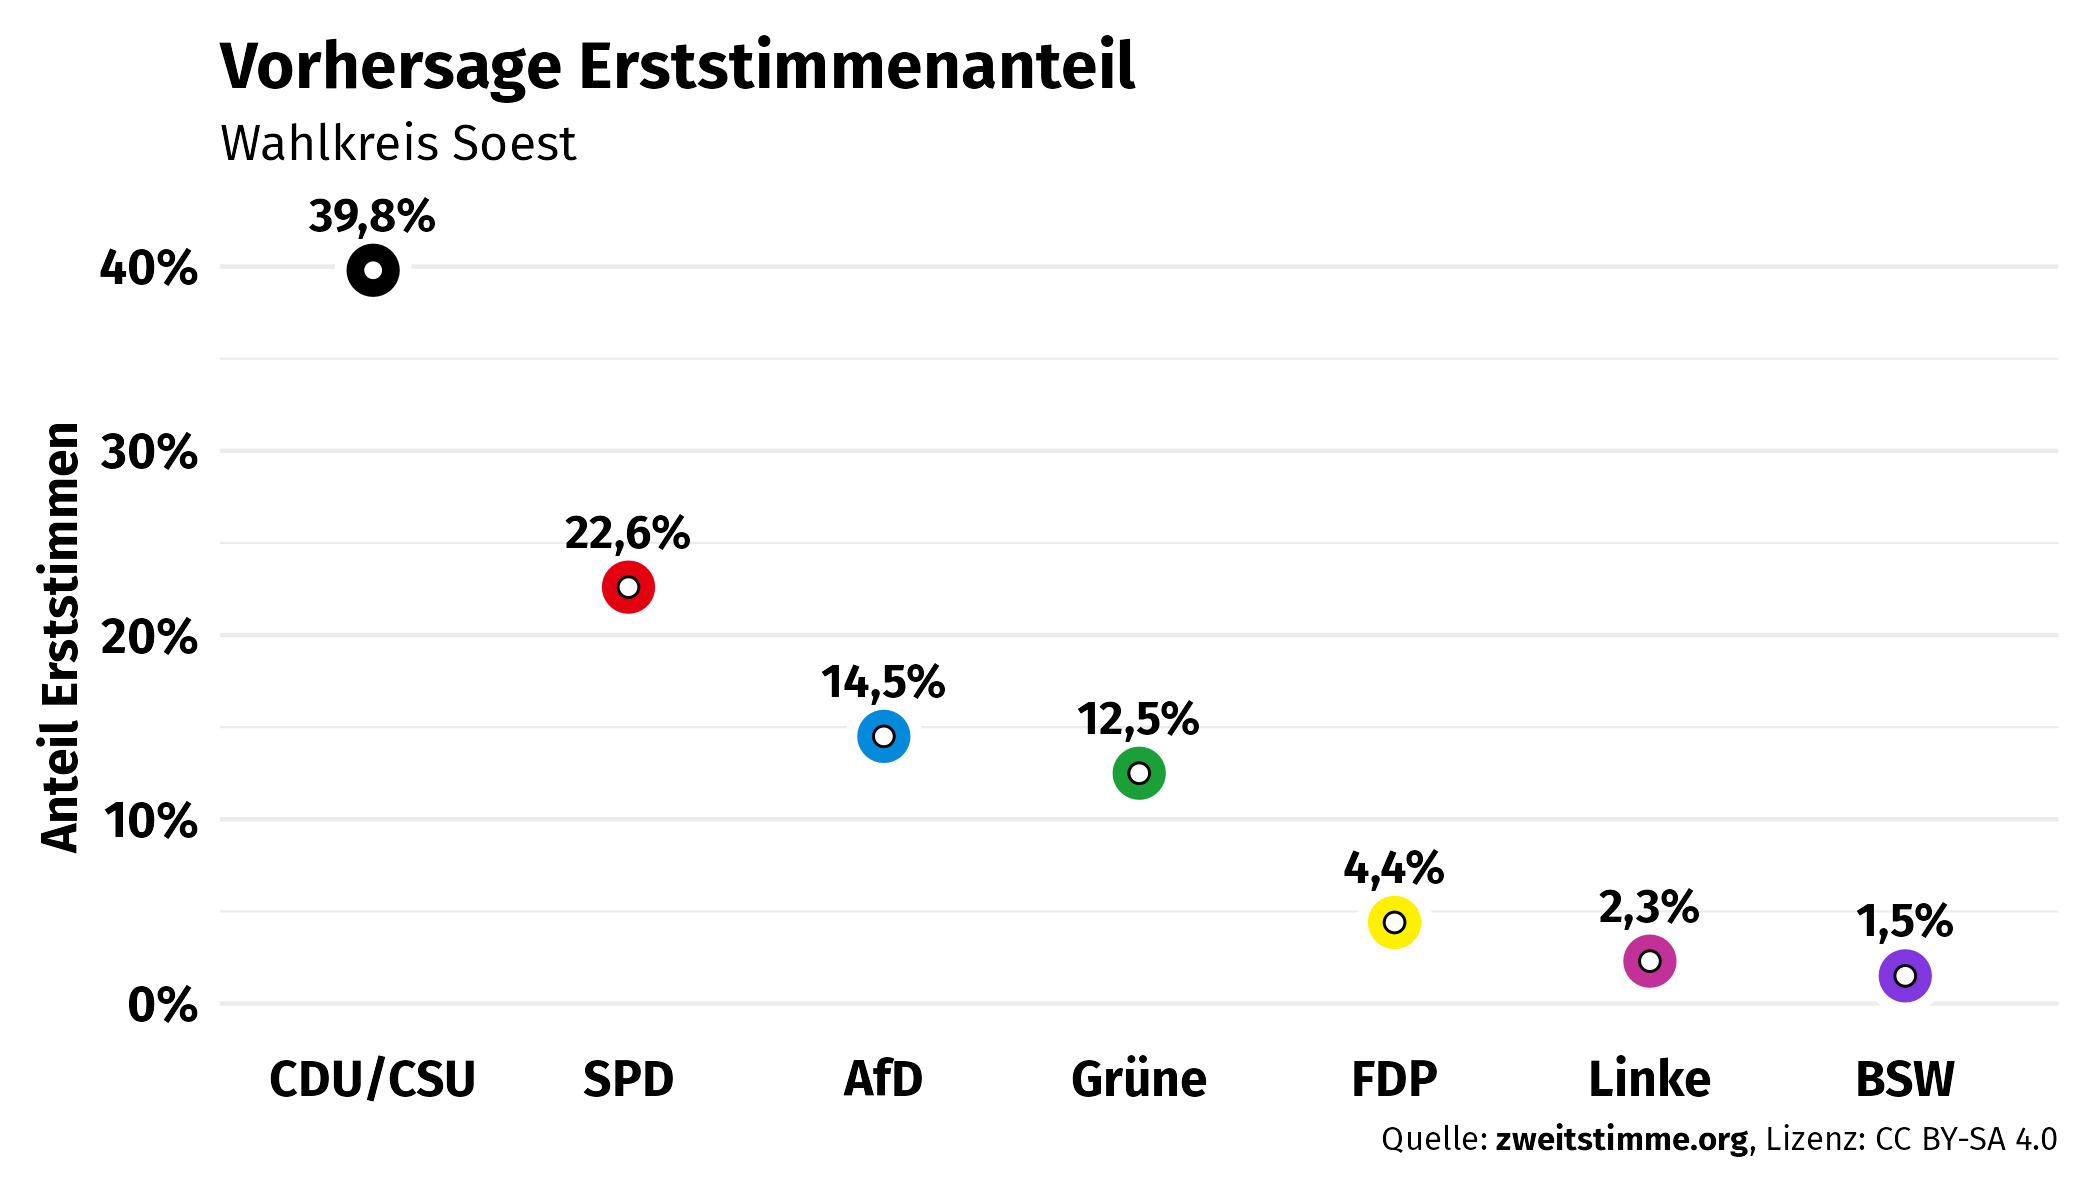 Vorhersage Erststimmenanteil
Wahlkreis Soest
39,8%
40%
30%
22,6%
20%
14,5%
12,5%
10%
4,4%
2,3%
1,5%
0%
Anteil Erststimmen
CDU/CSU SPD AfD Grüne FDP Linke BSW
Quelle: zweitstimme.org, Lizenz: CC BY-SA 4.0